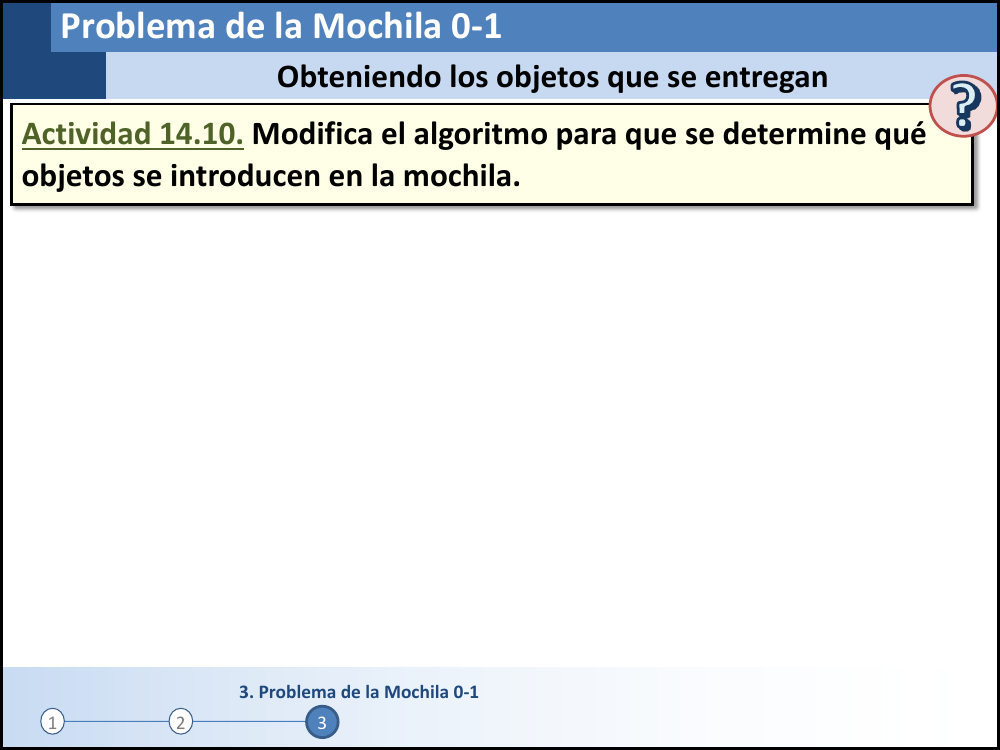 Problema de la Mochila 0-1
Obteniendo los objetos que se entregan
?
Actividad 14.10. Modifica el algoritmo para que se determine qué
objetos se introducen en la mochila.
3. Problema de la Mochila 0-1
1 2 3